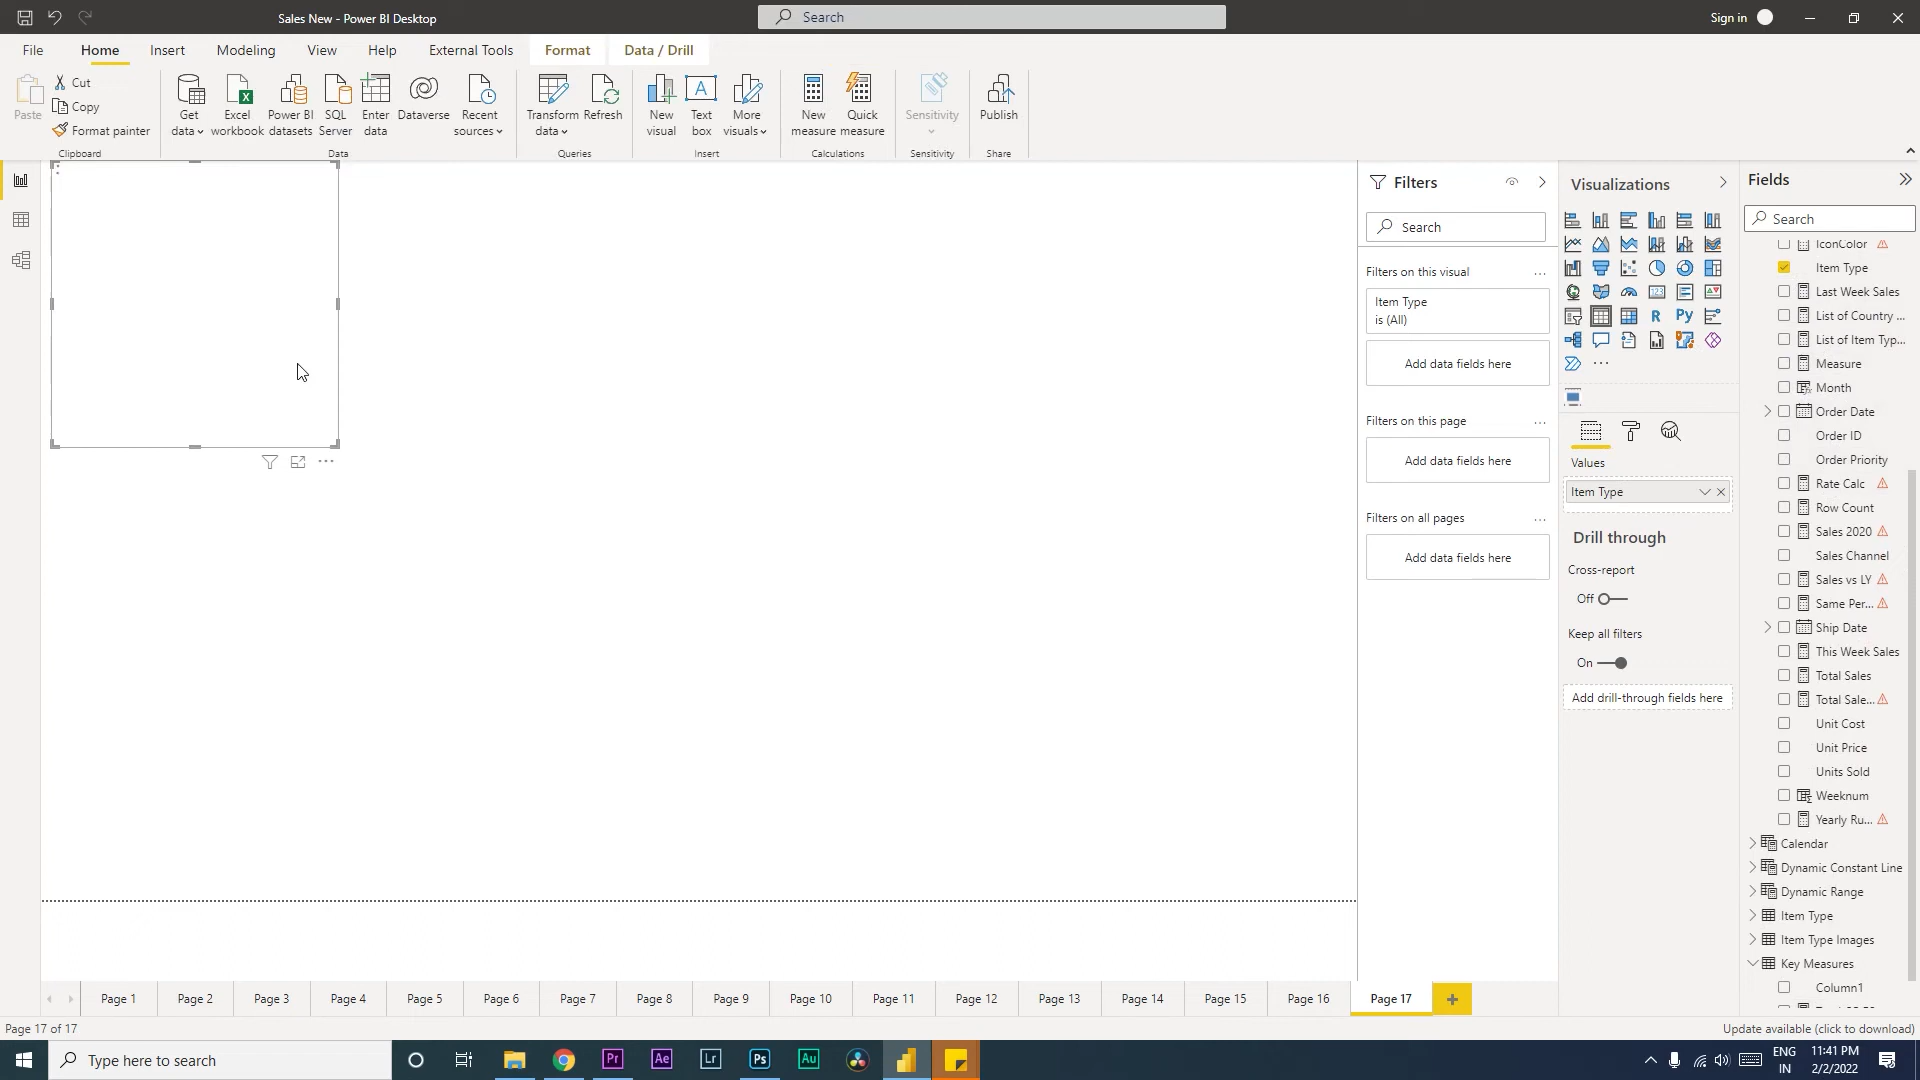 Sales New - Power BI Desktop
Search
Sign in
File
Home
Insert
Modeling
View
Help
External Tools
Format
Data / Drill
Paste
Cut
Copy
Format painter
Clipboard
Get data
Excel workbook
Power BI datasets
SQL Server
Enter data
Dataverse
Recent sources
Data
Transform data
Refresh
Queries
New visual
Text box
More visuals
Insert
New measure
Quick measure
Calculations
Sensitivity
Sensitivity
Publish
Share
Filters
Search
Filters on this visual
Item Type
is (All)
Add data fields here
Filters on this page
Add data fields here
Filters on all pages
Add data fields here
Visualizations
R
Py
123
Values
Item Type
Drill through
Cross-report
Off
Keep all filters
On
Add drill-through fields here
Fields
Search
IconColor
Item Type
Last Week Sales
List of Country ...
List of Item Typ...
Measure
Month
Order Date
Order ID
Order Priority
Rate Calc
Row Count
Sales 2020
Sales Channel
Sales vs LY
Same Per...
Ship Date
This Week Sales
Total Sales
Total Sale...
Unit Cost
Unit Price
Units Sold
Weeknum
Yearly Ru...
Calendar
Dynamic Constant Line
Dynamic Range
Item Type
Item Type Images
Key Measures
Column1
Page 1
Page 2
Page 3
Page 4
Page 5
Page 6
Page 7
Page 8
Page 9
Page 10
Page 11
Page 12
Page 13
Page 14
Page 15
Page 16
Page 17
Page 17 of 17
Update available (click to download)
Type here to search
Pr
Ae
Lr
Ps
Au
ENG
IN
11:41 PM
2/2/2022